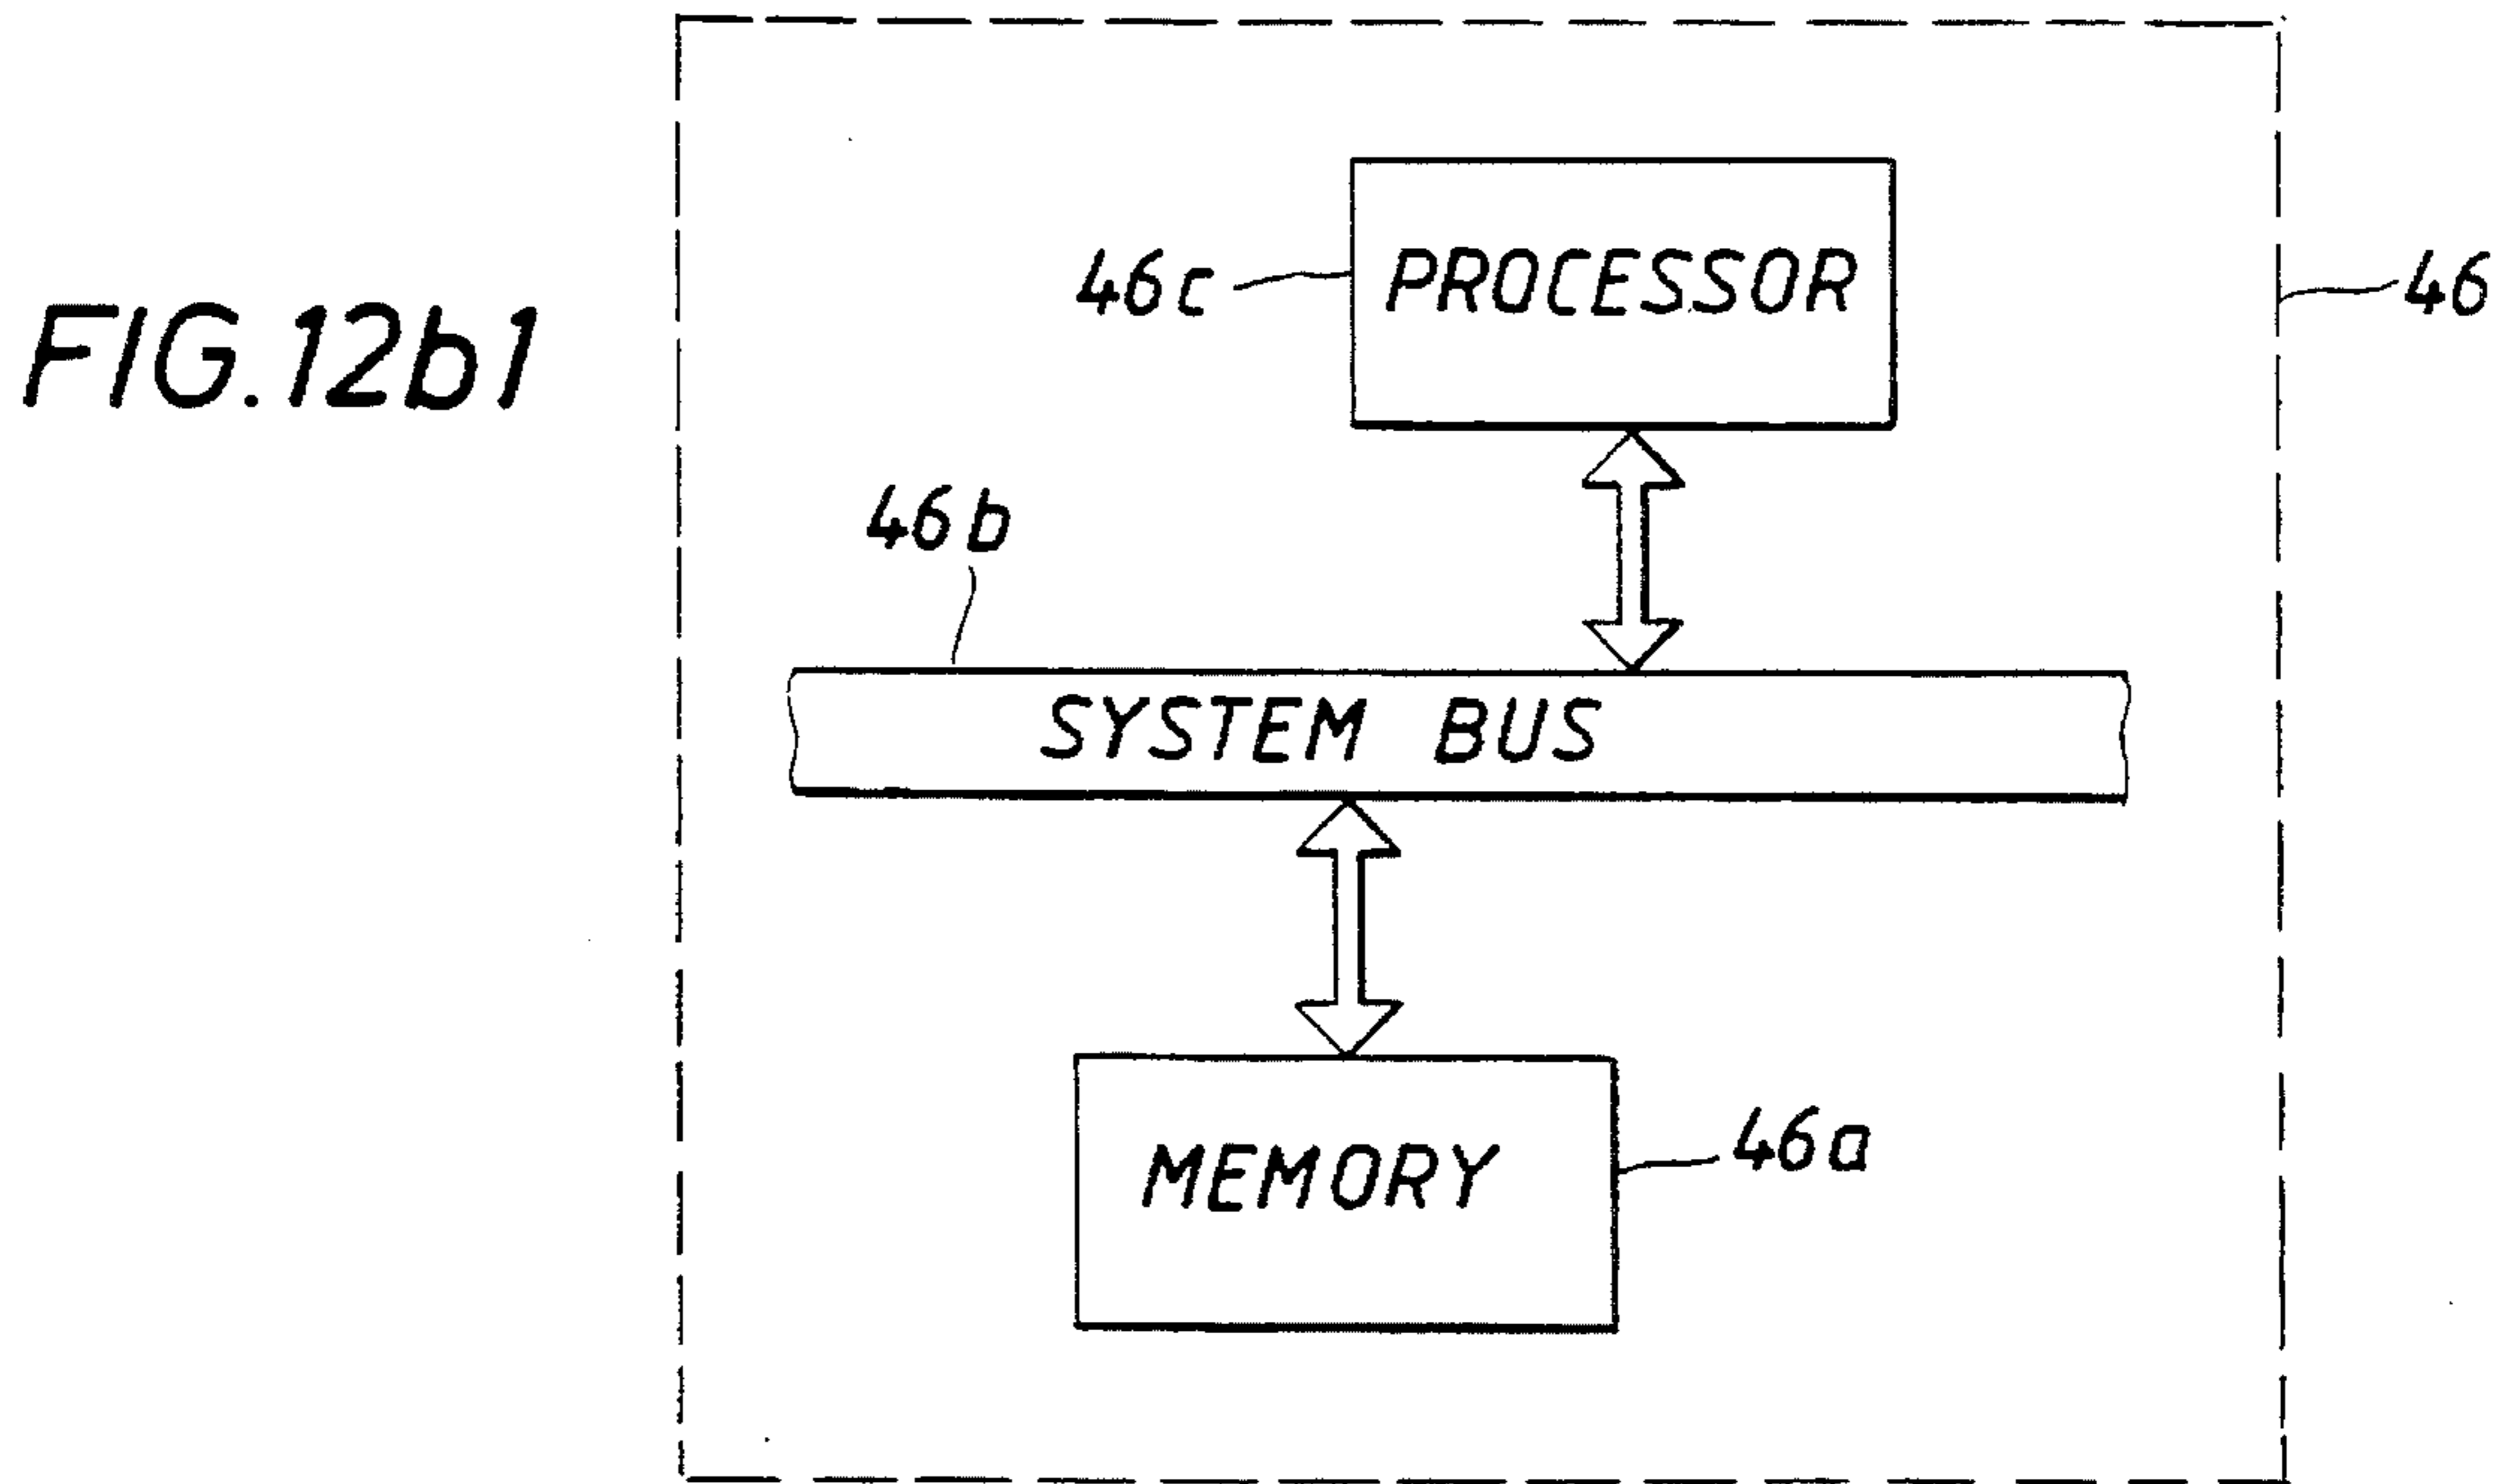 FIG.12b1
46c
PROCESSOR
46
46b
SYSTEM BUS
MEMORY
46a